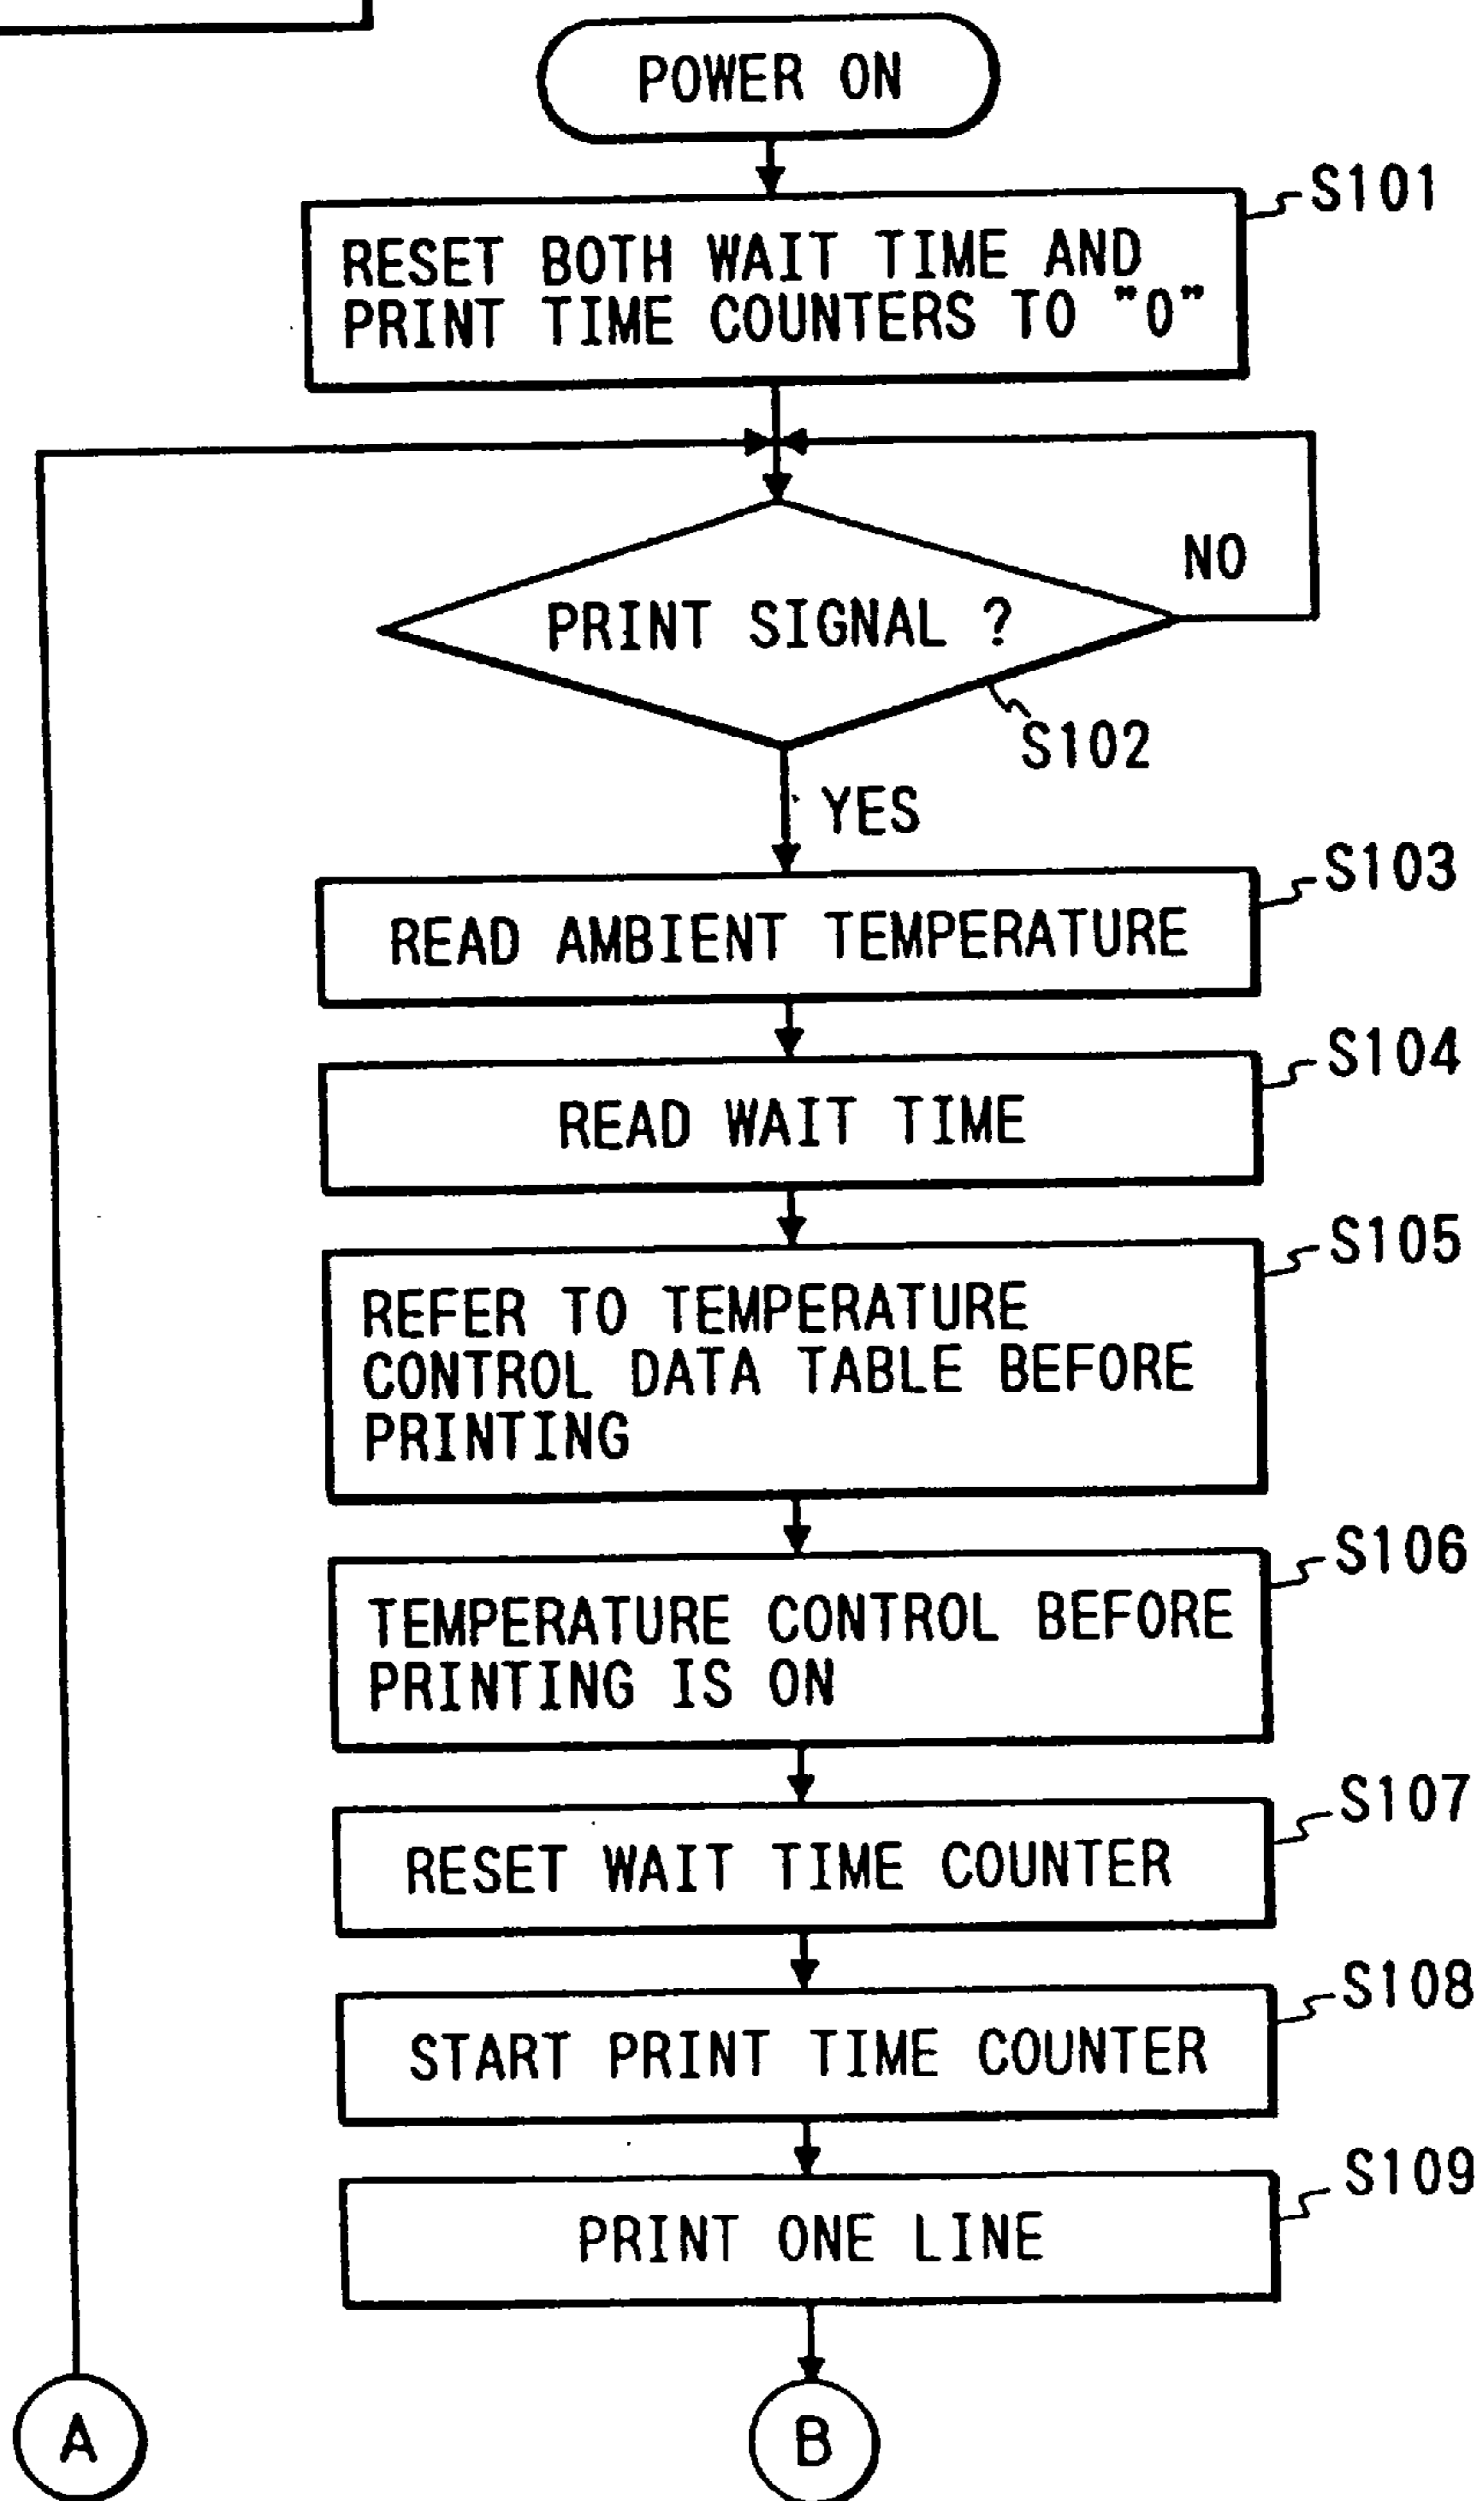 POWER ON
S101
RESET BOTH WAIT TIME AND
PRINT TIME COUNTERS TO "0"
NO
PRINT SIGNAL ?
S102
YES
S103
READ AMBIENT TEMPERATURE
S104
READ WAIT TIME
S105
REFER TO TEMPERATURE
CONTROL DATA TABLE BEFORE
PRINTING
S106
TEMPERATURE CONTROL BEFORE
PRINTING IS ON
S107
RESET WAIT TIME COUNTER
S108
START PRINT TIME COUNTER
S109
PRINT ONE LINE
A
B